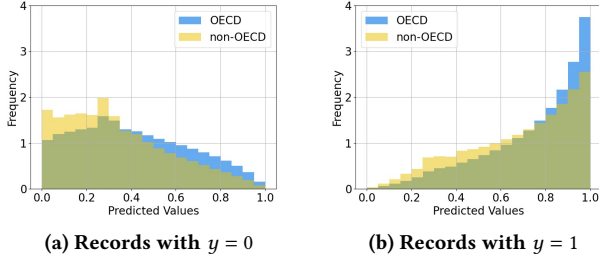 4
3
2
1
0
Frequency
OECD
non-OECD
0.0 0.2 0.4 0.6 0.8 1.0
Predicted Values
(a) Records with y = 0
4
3
2
1
0
Frequency
OECD
non-OECD
0.0 0.2 0.4 0.6 0.8 1.0
Predicted Values
(b) Records with y = 1